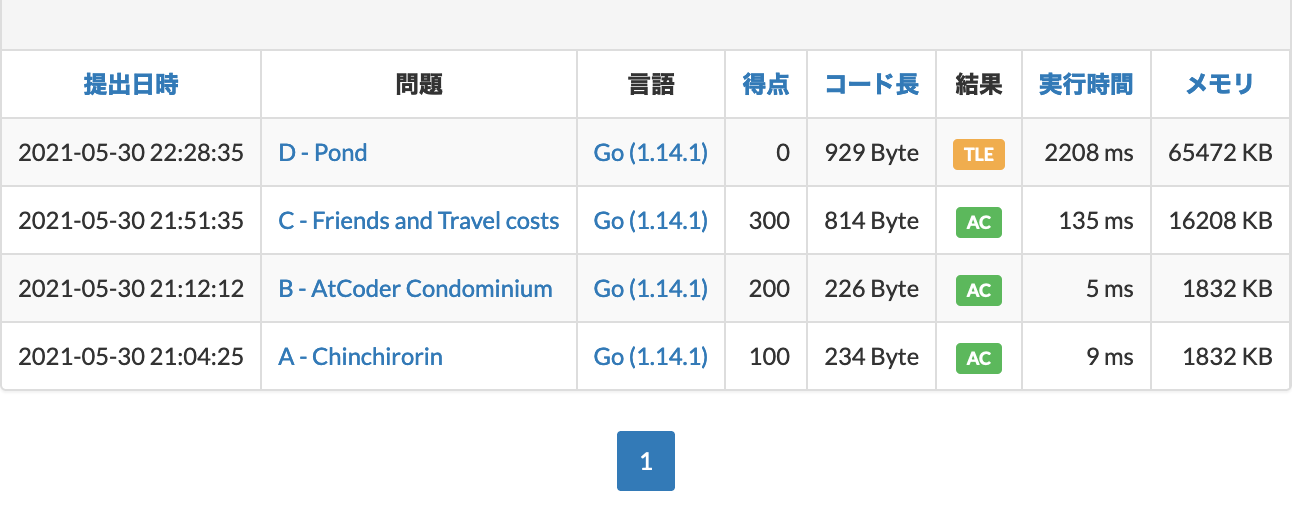 提出日時 問題 言語 得点 コード長 結果 実行時間 メモリ
2021-05-30 22:28:35 D - Pond Go (1.14.1) 0 929 Byte TLE 2208 ms 65472 KB
2021-05-30 21:51:35 C - Friends and Travel costs Go (1.14.1) 300 814 Byte AC 135 ms 16208 KB
2021-05-30 21:12:12 B - AtCoder Condominium Go (1.14.1) 200 226 Byte AC 5 ms 1832 KB
2021-05-30 21:04:25 A - Chinchirorin Go (1.14.1) 100 234 Byte AC 9 ms 1832 KB
1